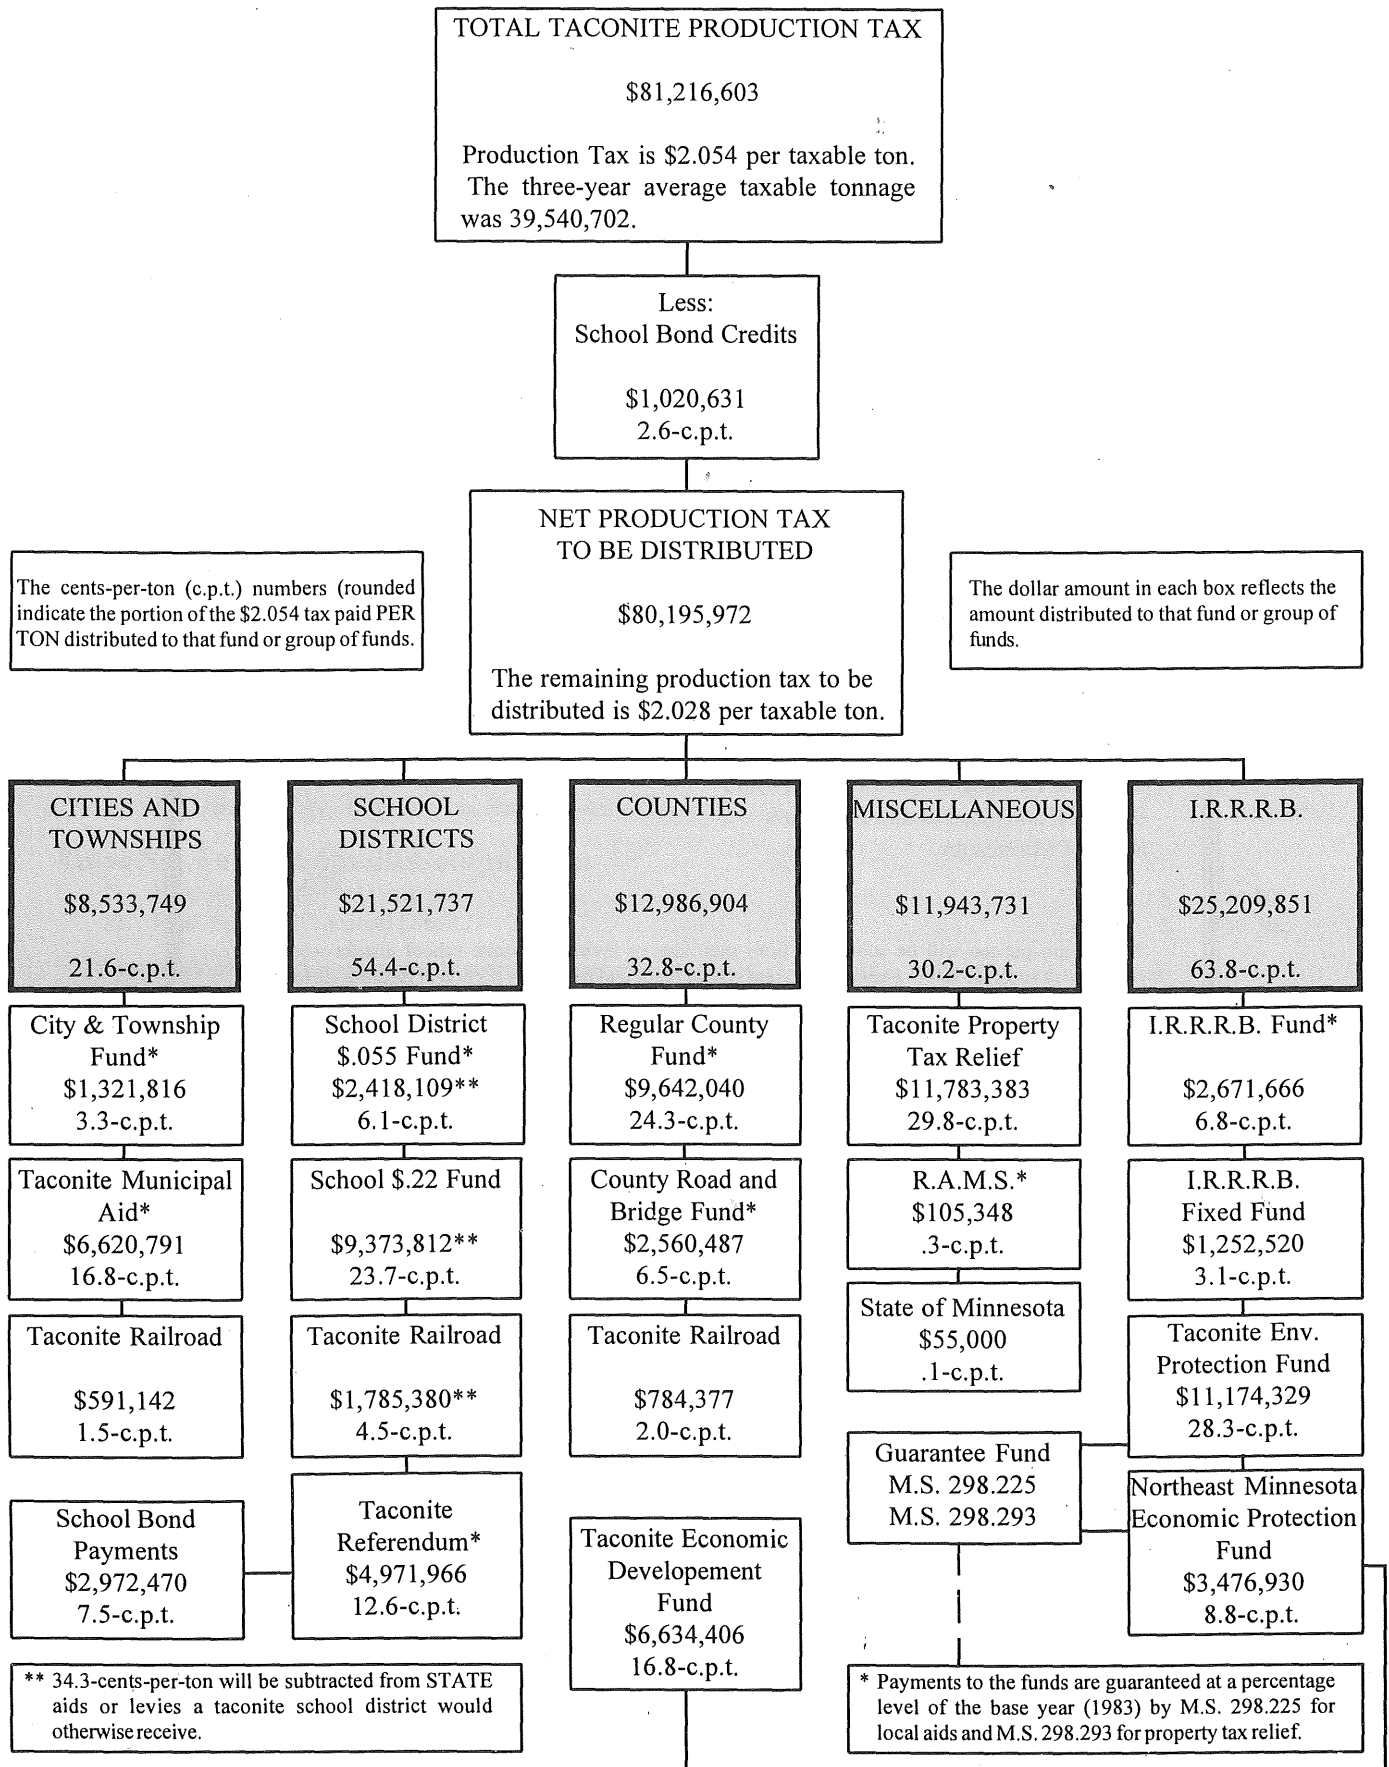 TOTAL TACONITE PRODUCTION TAX
$81,216,603
Production Tax is $2.054 per taxable ton.
The three-year average taxable tonnage
was 39,540,702.
Less:
School Bond Credits
$1,020,631
2.6-c.p.t.
NET PRODUCTION TAX
TO BE DISTRIBUTED
$80,195,972
The remaining production tax to be
distributed is $2.028 per taxable ton.
The cents-per-ton (c.p.t.) numbers (rounded
indicate the portion of the $2.054 tax paid PER
TON distributed to that fund or group of funds.
The dollar amount in each box reflects the
amount distributed to that fund or group of
funds.
CITIES AND
TOWNSHIPS
$8,533,749
21.6-c.p.t.
City & Township
Fund*
$1,321,816
3.3-c.p.t.
Taconite Municipal
Aid*
$6,620,791
16.8-c.p.t.
Taconite Railroad
$591,142
1.5-c.p.t.
School Bond
Payments
$2,972,470
7.5-c.p.t.
SCHOOL
DISTRICTS
$21,521,737
54.4-c.p.t.
School District
$.055 Fund*
$2,418,109**
6.1-c.p.t.
School $.22 Fund
$9,373,812**
23.7-c.p.t.
Taconite Railroad
$1,785,380**
4.5-c.p.t.
Taconite
Referendum*
$4,971,966
12.6-c.p.t.
** 34.3-cents-per-ton will be subtracted from STATE
aids or levies a taconite school district would
otherwise receive.
COUNTIES
$12,986,904
32.8-c.p.t.
Regular County
Fund*
$9,642,040
24.3-c.p.t.
County Road and
Bridge Fund*
$2,560,487
6.5-c.p.t.
Taconite Railroad
$784,377
2.0-c.p.t.
Taconite Economic
Developement
Fund
$6,634,406
16.8-c.p.t.
MISCELLANEOUS
$11,943,731
30.2-c.p.t.
Taconite Property
Tax Relief
$11,783,383
29.8-c.p.t.
R.A.M.S.*
$105,348
.3-c.p.t.
State of Minnesota
$55,000
.1-c.p.t.
Guarantee Fund
M.S. 298.225
M.S. 298.293
I.R.R.R.B.
$25,209,851
63.8-c.p.t.
I.R.R.R.B. Fund*
$2,671,666
6.8-c.p.t.
I.R.R.R.B.
Fixed Fund
$1,252,520
3.1-c.p.t.
Taconite Env.
Protection Fund
$11,174,329
28.3-c.p.t.
Northeast Minnesota
Economic Protection
Fund
$3,476,930
8.8-c.p.t.
* Payments to the funds are guaranteed at a percentage
level of the base year (1983) by M.S. 298.225 for
local aids and M.S. 298.293 for property tax relief.